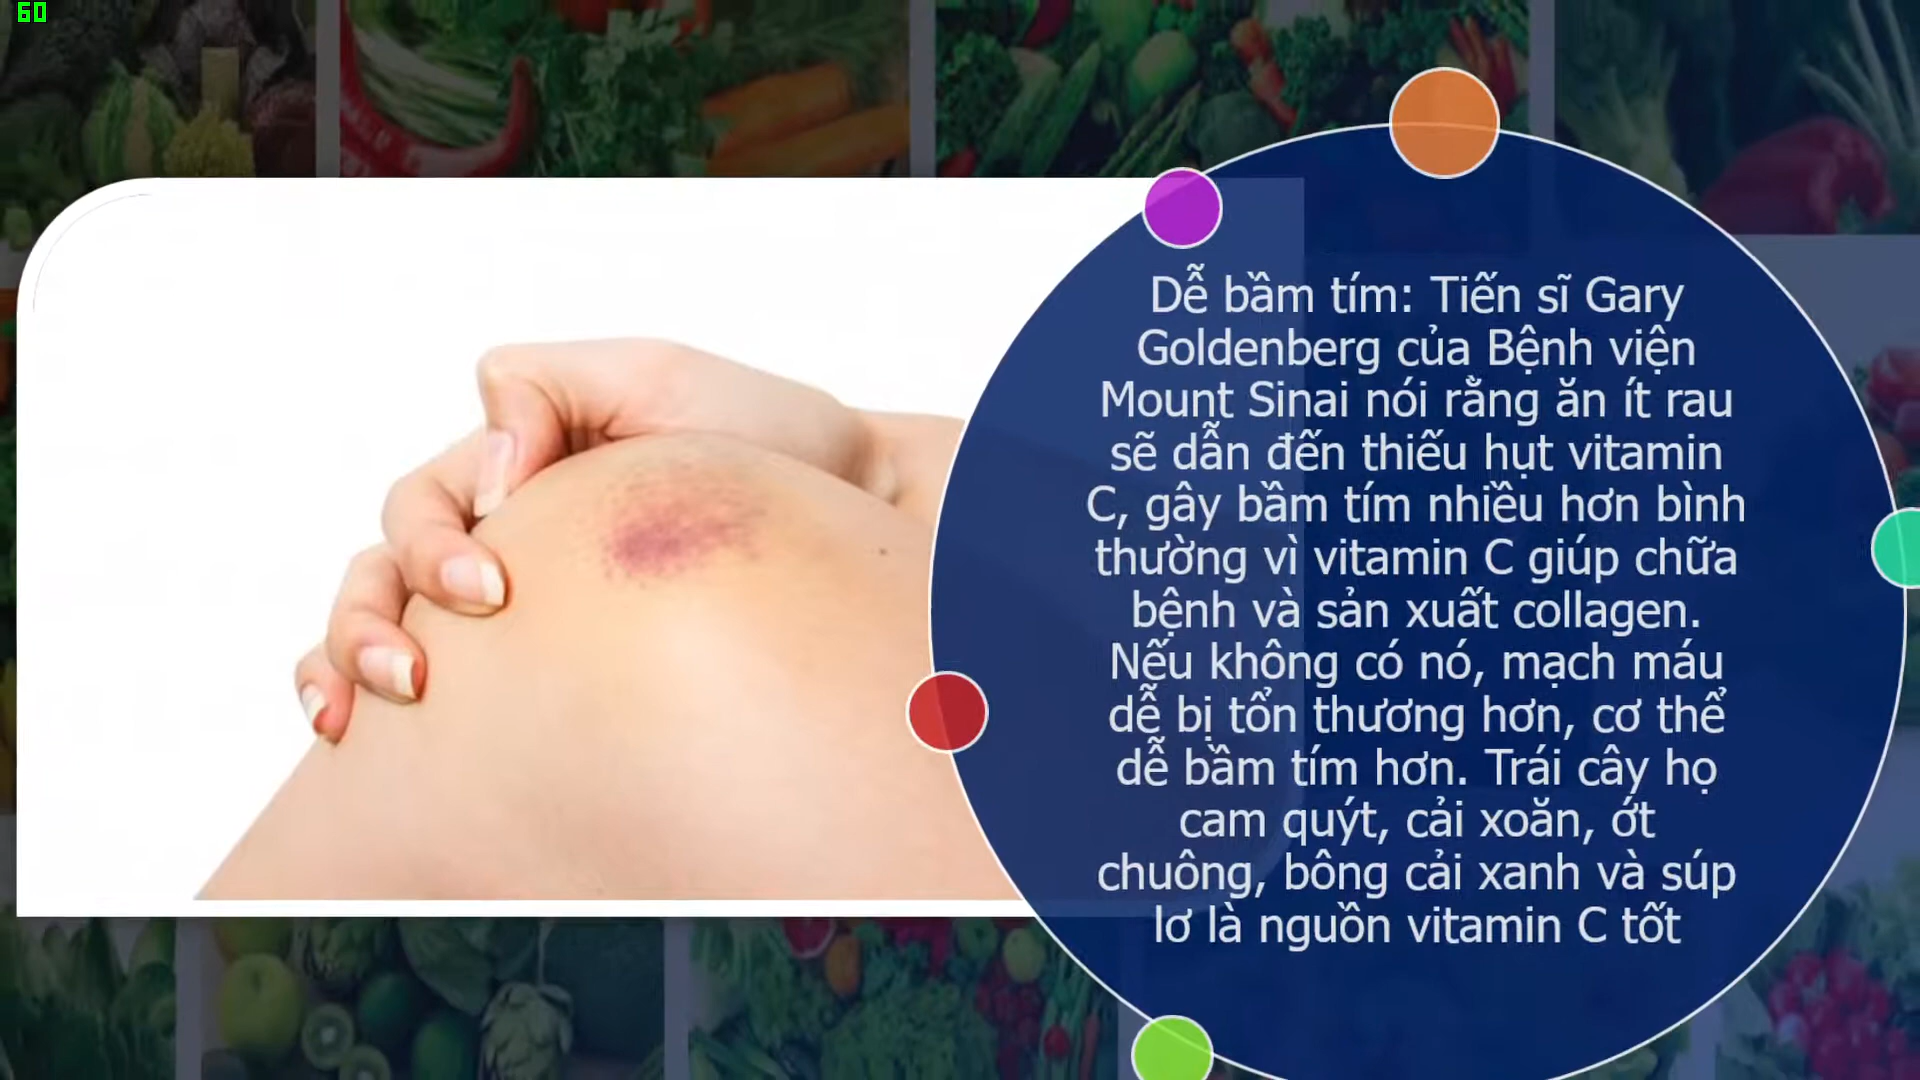 60
Dễ bầm tím: Tiến sĩ Gary
Goldenberg của Bệnh viện
Mount Sinai nói rằng ăn ít rau
sẽ dẫn đến thiếu hụt vitamin
C, gây bầm tím nhiều hơn bình
thường vì vitamin C giúp chữa
bệnh và sản xuất collagen.
Nếu không có nó, mạch máu
dễ bị tổn thương hơn, cơ thể
dễ bầm tím hơn. Trái cây họ
cam quýt, cải xoăn, ớt
chuông, bông cải xanh và súp
lơ là nguồn vitamin C tốt